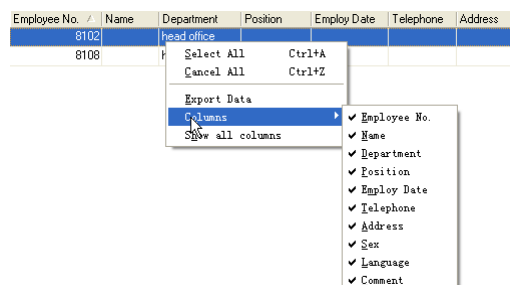 Employee No. Name Department Position Employ Date Telephone Address
8102 head office
8108 h
Select All Ctrl+A
Cancel All Ctrl+Z
Export Data
Columns
Show all columns
Employee No.
Name
Department
Position
Employ Date
Telephone
Address
Sex
Language
Comment